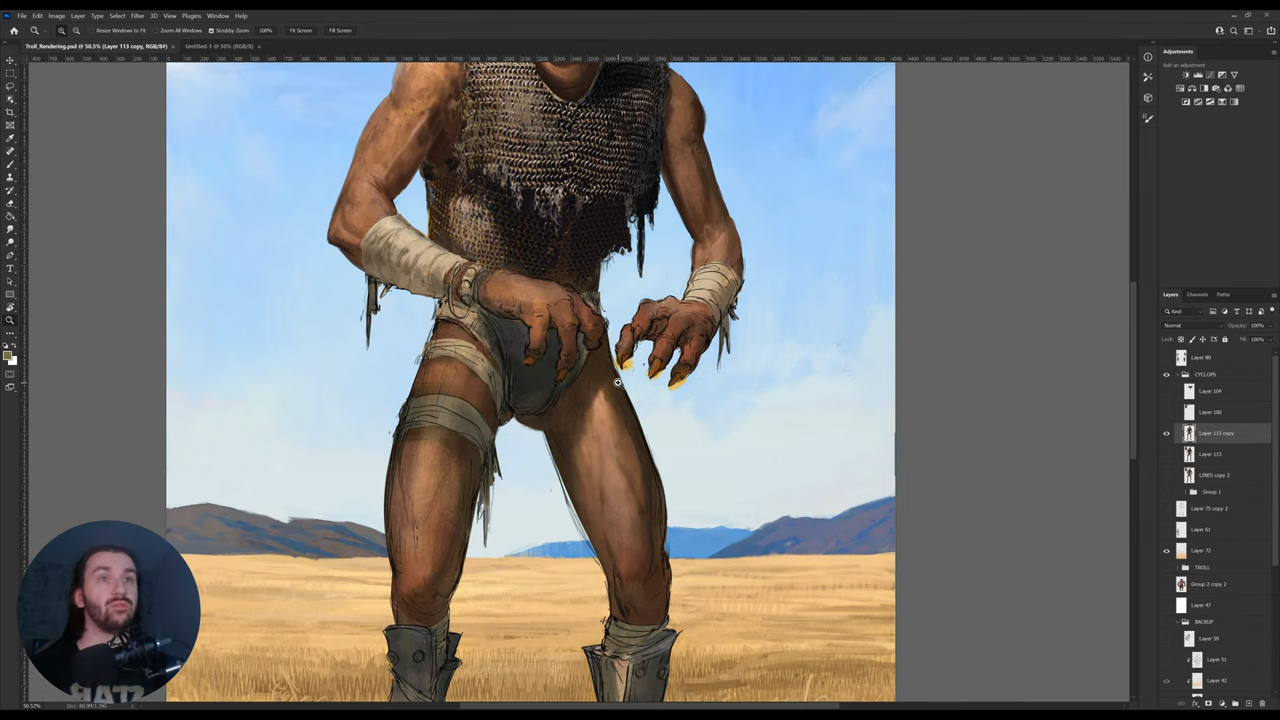 File Edit Image Layer Type Select Filter 3D View Plugins Window Help
Resize Windows to Fit Zoom All Windows Scrubby Zoom 100% Fit Screen Fill Screen
Troll_Rendering.psd @ 50.5% (Layer 113 copy, RGB/8#) × Untitled-1 @ 50% (RGB/8) ×
Adjustments
Add an adjustment
Layers Channels Paths
Kind
Normal Opacity: 100%
Lock: Fill: 100%
Layer 80
CYCLOPS
Layer 104
Layer 100
Layer 113 copy
Layer 113
LINES copy 2
Group 1
Layer 75 copy 2
Layer 61
Layer 72
TROLL
Group 2 copy 2
Layer 47
BACKUP
Layer 59
Layer 51
Layer 42
50.52%